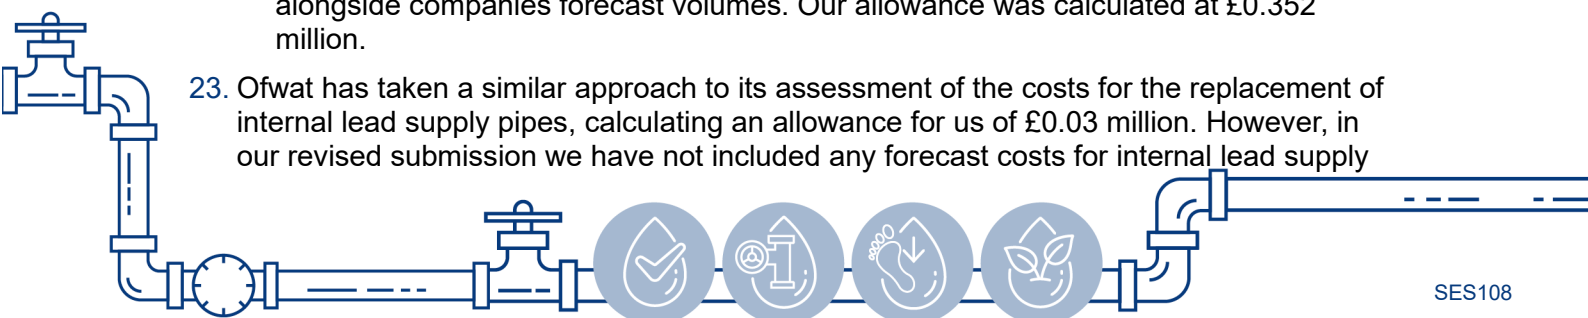 alongside companies forecast volumes. Our allowance was calculated at £0.352
million.
23. Ofwat has taken a similar approach to its assessment of the costs for the replacement of
internal lead supply pipes, calculating an allowance for us of £0.03 million. However, in
our revised submission we have not included any forecast costs for internal lead supply
SES108